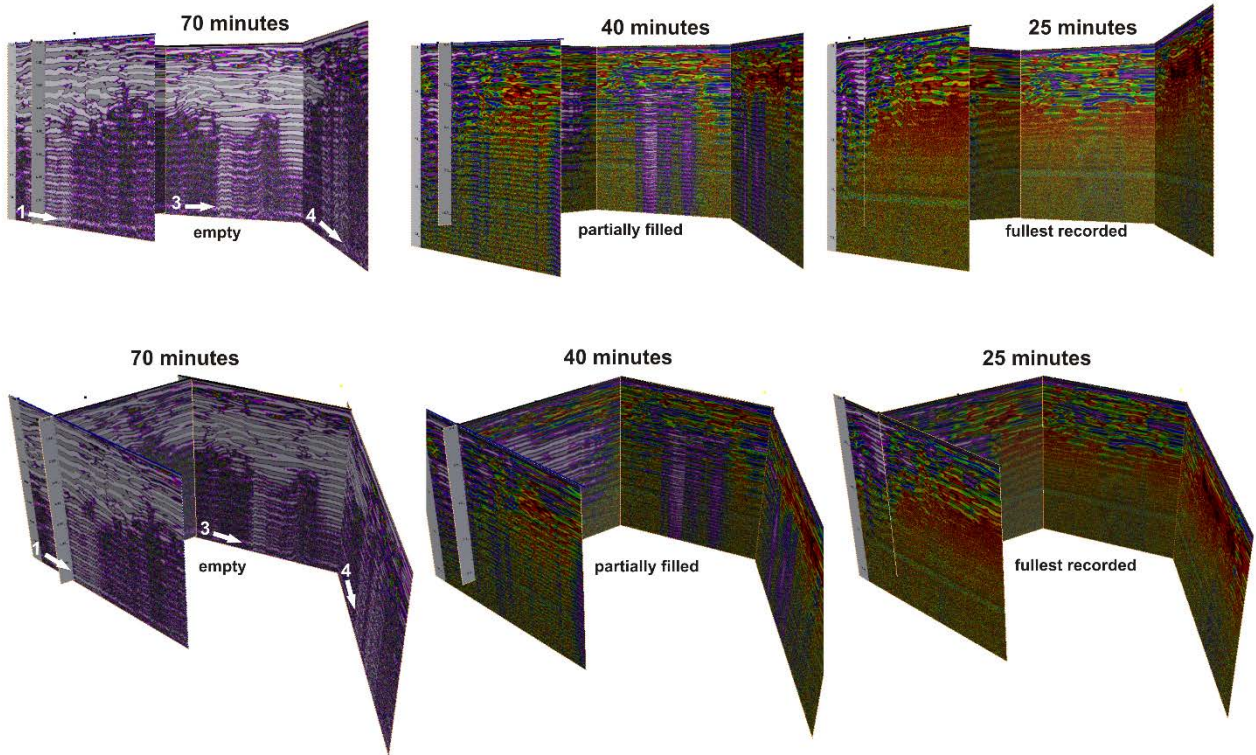 70 minutes
40 minutes
25 minutes
1
3
4
empty
partially filled
fullest recorded
70 minutes
40 minutes
25 minutes
1
3
4
empty
partially filled
fullest recorded